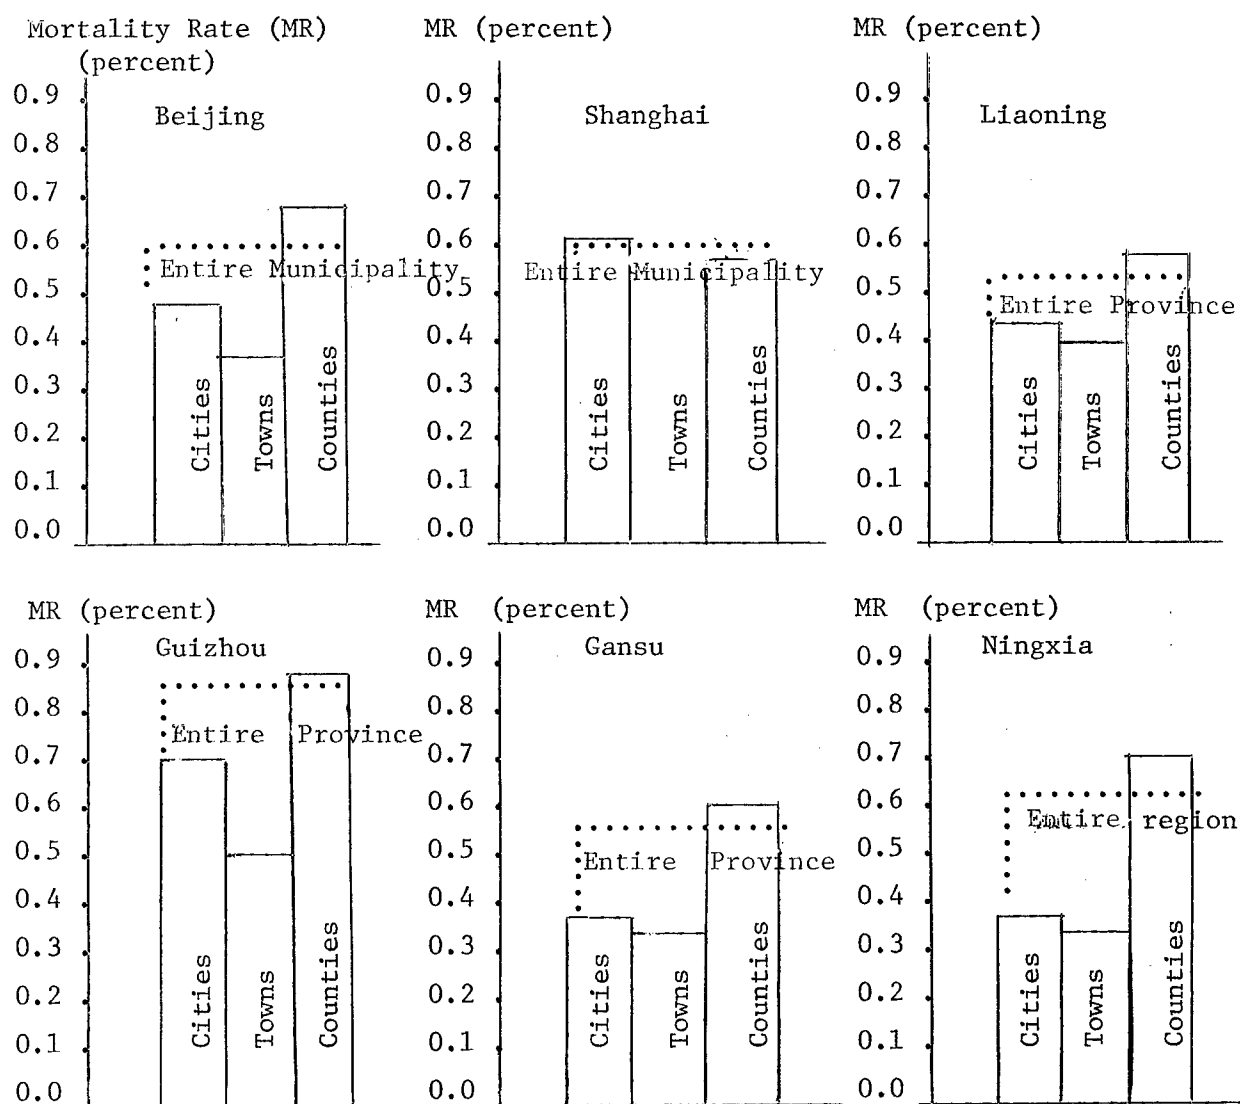 Mortality Rate (MR)
(percent)
0.9
0.8
0.7
0.6
0.5
0.4
0.3
0.2
0.1
0.0
Beijing
Entire Municipality
Cities
Towns
Counties
MR (percent)
0.9
0.8
0.7
0.6
0.5
0.4
0.3
0.2
0.1
0.0
Shanghai
Entire Municipality
Cities
Towns
Counties
MR (percent)
0.9
0.8
0.7
0.6
0.5
0.4
0.3
0.2
0.1
0.0
Liaoning
Entire Province
Cities
Towns
Counties
MR (percent)
0.9
0.8
0.7
0.6
0.5
0.4
0.3
0.2
0.1
0.0
Guizhou
Entire Province
Cities
Towns
Counties
MR (percent)
0.9
0.8
0.7
0.6
0.5
0.4
0.3
0.2
0.1
0.0
Gansu
Entire Province
Cities
Towns
Counties
MR (percent)
0.9
0.8
0.7
0.6
0.5
0.4
0.3
0.2
0.1
0.0
Ningxia
Entire region
Cities
Towns
Counties